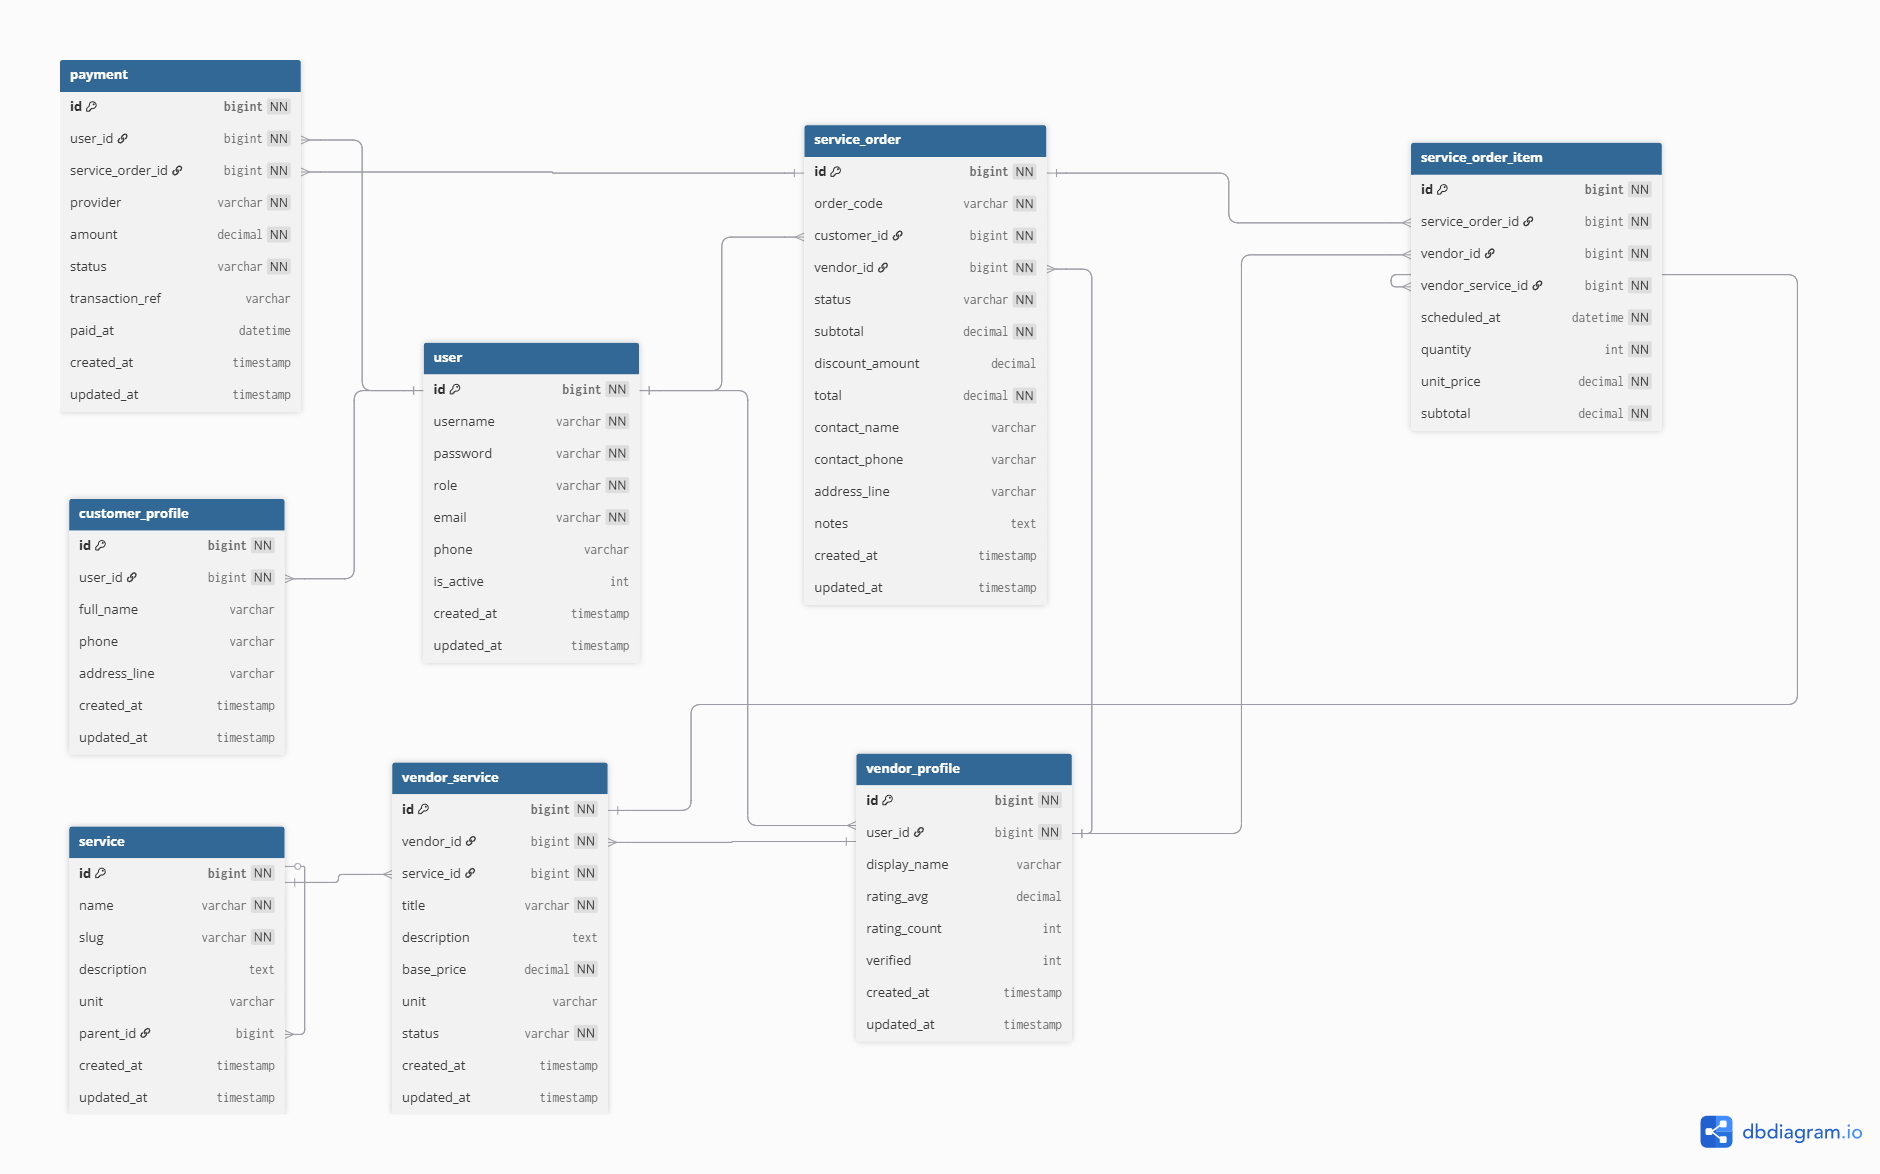 payment
id bigint NN
user_id bigint NN
service_order_id bigint NN
provider varchar NN
amount decimal NN
status varchar NN
transaction_ref varchar
paid_at datetime
created_at timestamp
updated_at timestamp
customer_profile
id bigint NN
user_id bigint NN
full_name varchar
phone varchar
address_line varchar
created_at timestamp
updated_at timestamp
service
id bigint NN
name varchar NN
slug varchar NN
description text
unit varchar
parent_id bigint
created_at timestamp
updated_at timestamp
user
id bigint NN
username varchar NN
password varchar NN
role varchar NN
email varchar NN
phone varchar
is_active int
created_at timestamp
updated_at timestamp
vendor_service
id bigint NN
vendor_id bigint NN
service_id bigint NN
title varchar NN
description text
base_price decimal NN
unit varchar
status varchar NN
created_at timestamp
updated_at timestamp
service_order
id bigint NN
order_code varchar NN
customer_id bigint NN
vendor_id bigint NN
status varchar NN
subtotal decimal NN
discount_amount decimal
total decimal NN
contact_name varchar
contact_phone varchar
address_line varchar
notes text
created_at timestamp
updated_at timestamp
vendor_profile
id bigint NN
user_id bigint NN
display_name varchar
rating_avg decimal
rating_count int
verified int
created_at timestamp
updated_at timestamp
service_order_item
id bigint NN
service_order_id bigint NN
vendor_id bigint NN
vendor_service_id bigint NN
scheduled_at datetime NN
quantity int NN
unit_price decimal NN
subtotal decimal NN
dbdiagram.io